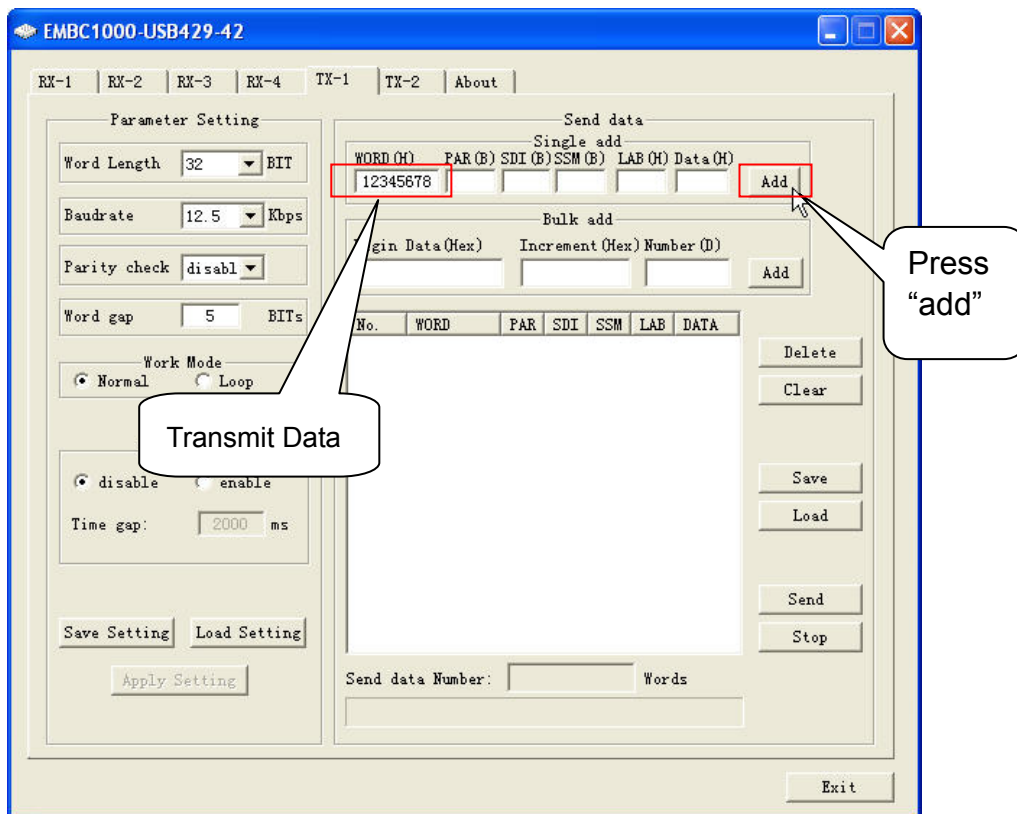 EMBC1000-USB429-42
RX-1 RX-2 RX-3 RX-4 TX-1 TX-2 About
Parameter Setting
Word Length 32 BIT
Baudrate 12.5 Kbps
Parity check disabl
Word gap 5 BITs
Work Mode
Normal Loop
disable enable
Time gap: 2000 ms
Save Setting Load Setting
Apply Setting
Send data
Single add
WORD(H) PAR(B) SDI(B) SSM(B) LAB(H) Data(H)
12345678 Add
Bulk add
gin Data(Hex) Increment(Hex) Number(D)
Add
No. WORD PAR SDI SSM LAB DATA
Delete
Clear
Save
Load
Send
Stop
Send data Number: Words
Exit
Transmit Data
Press
“add”